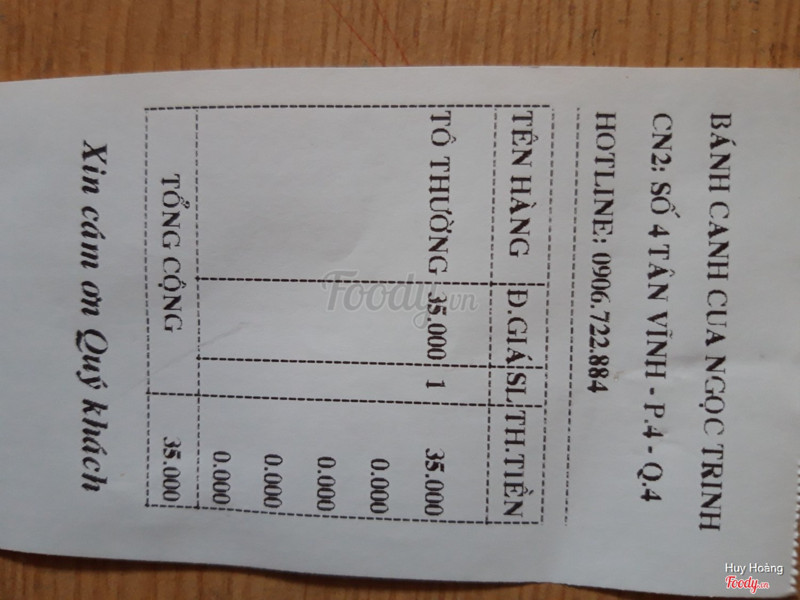 BÁNH CANH CUA NGỌC TRINH
CN2: SỐ 4 TÂN VĨNH - P.4 - Q.4
HOTLINE: 0906.722.884
TÊN HÀNG Đ.GIÁ SL TH.TIỀN
TÔ THƯỜNG 35.000 1 35.000
0.000
0.000
0.000
0.000
TỔNG CỘNG 35.000
Xin cám ơn Quý khách
Foody.vn
Huy Hoảng
Foody.vn